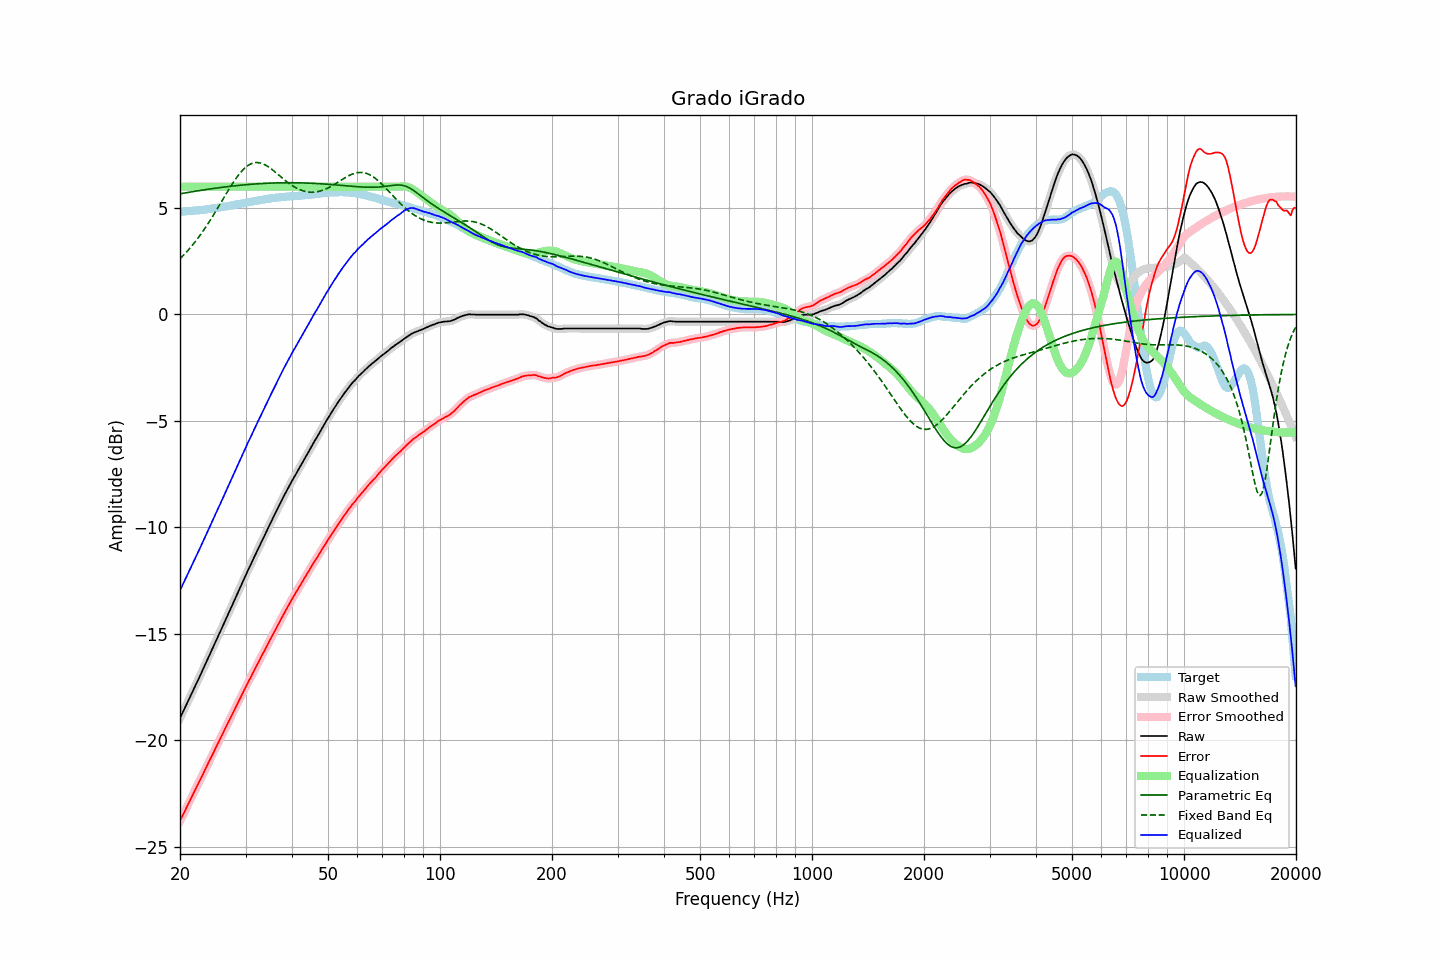 Grado iGrado
Amplitude (dBr)
5
0
−5
−10
−15
−20
−25
20
50
100
200
500
1000
2000
5000
10000
20000
Frequency (Hz)
Target
Raw Smoothed
Error Smoothed
Raw
Error
Equalization
Parametric Eq
Fixed Band Eq
Equalized